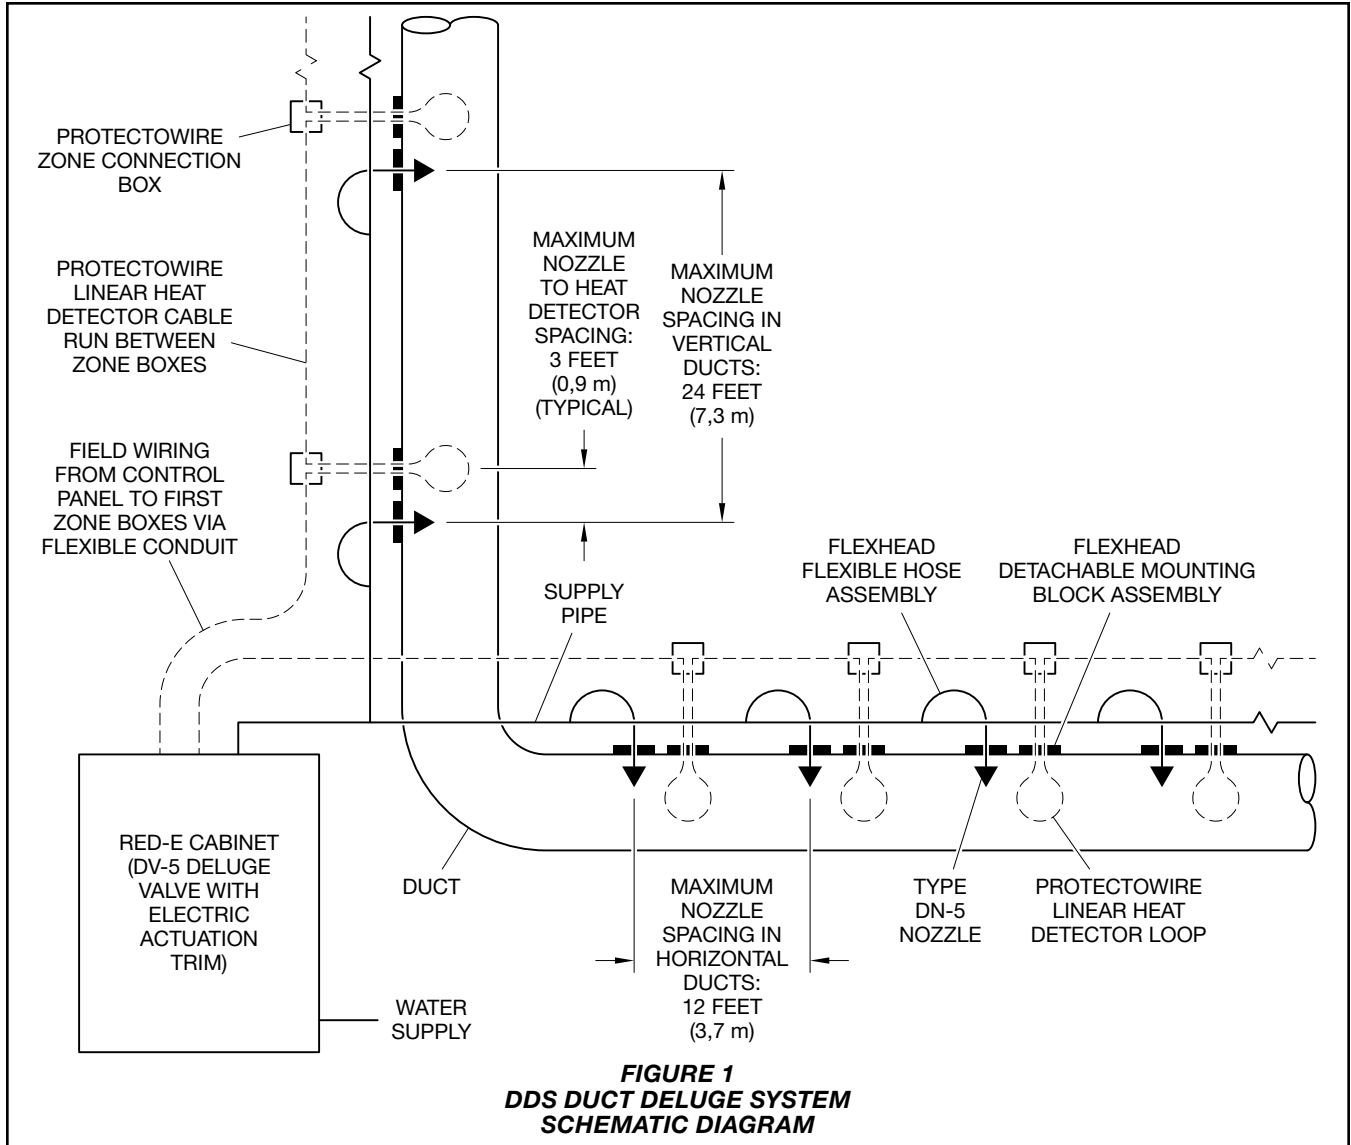 PROTECTOWIRE
ZONE CONNECTION
BOX
PROTECTOWIRE
LINEAR HEAT
DETECTOR CABLE
RUN BETWEEN
ZONE BOXES
FIELD WIRING
FROM CONTROL
PANEL TO FIRST
ZONE BOXES VIA
FLEXIBLE CONDUIT
MAXIMUM
NOZZLE
TO HEAT
DETECTOR
SPACING:
3 FEET
(0,9 m)
(TYPICAL)
MAXIMUM
NOZZLE
SPACING IN
VERTICAL
DUCTS:
24 FEET
(7,3 m)
SUPPLY
PIPE
FLEXHEAD
FLEXIBLE HOSE
ASSEMBLY
FLEXHEAD
DETACHABLE MOUNTING
BLOCK ASSEMBLY
RED-E CABINET
(DV-5 DELUGE
VALVE WITH
ELECTRIC
ACTUATION
TRIM)
WATER
SUPPLY
DUCT
MAXIMUM
NOZZLE
SPACING IN
HORIZONTAL
DUCTS:
12 FEET
(3,7 m)
TYPE
DN-5
NOZZLE
PROTECTOWIRE
LINEAR HEAT
DETECTOR LOOP
FIGURE 1
DDS DUCT DELUGE SYSTEM
SCHEMATIC DIAGRAM